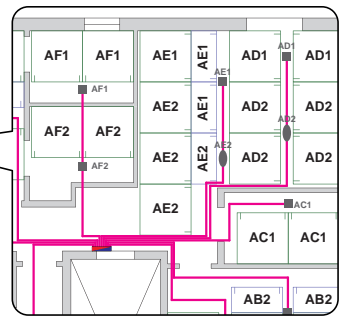 AF1 AF1 AE1 AE1 AD1 AD1 AD1
AE1
AF1
AE2 AE1 AD2 AD2
AD2
AF2 AF2
AE2 AE2 AE2 AD2 AD2
AF2
AE2
AC1
AC1 AC1
AB2 AB2